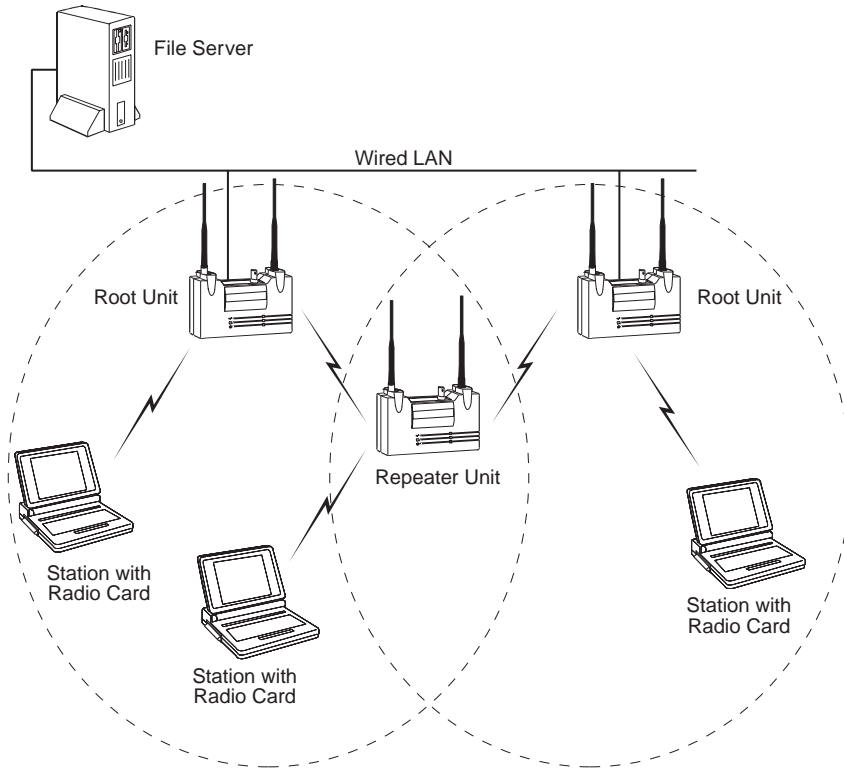 File Server
Wired LAN
Root Unit
Root Unit
Repeater Unit
Station with
Radio Card
Station with
Radio Card
Station with
Radio Card